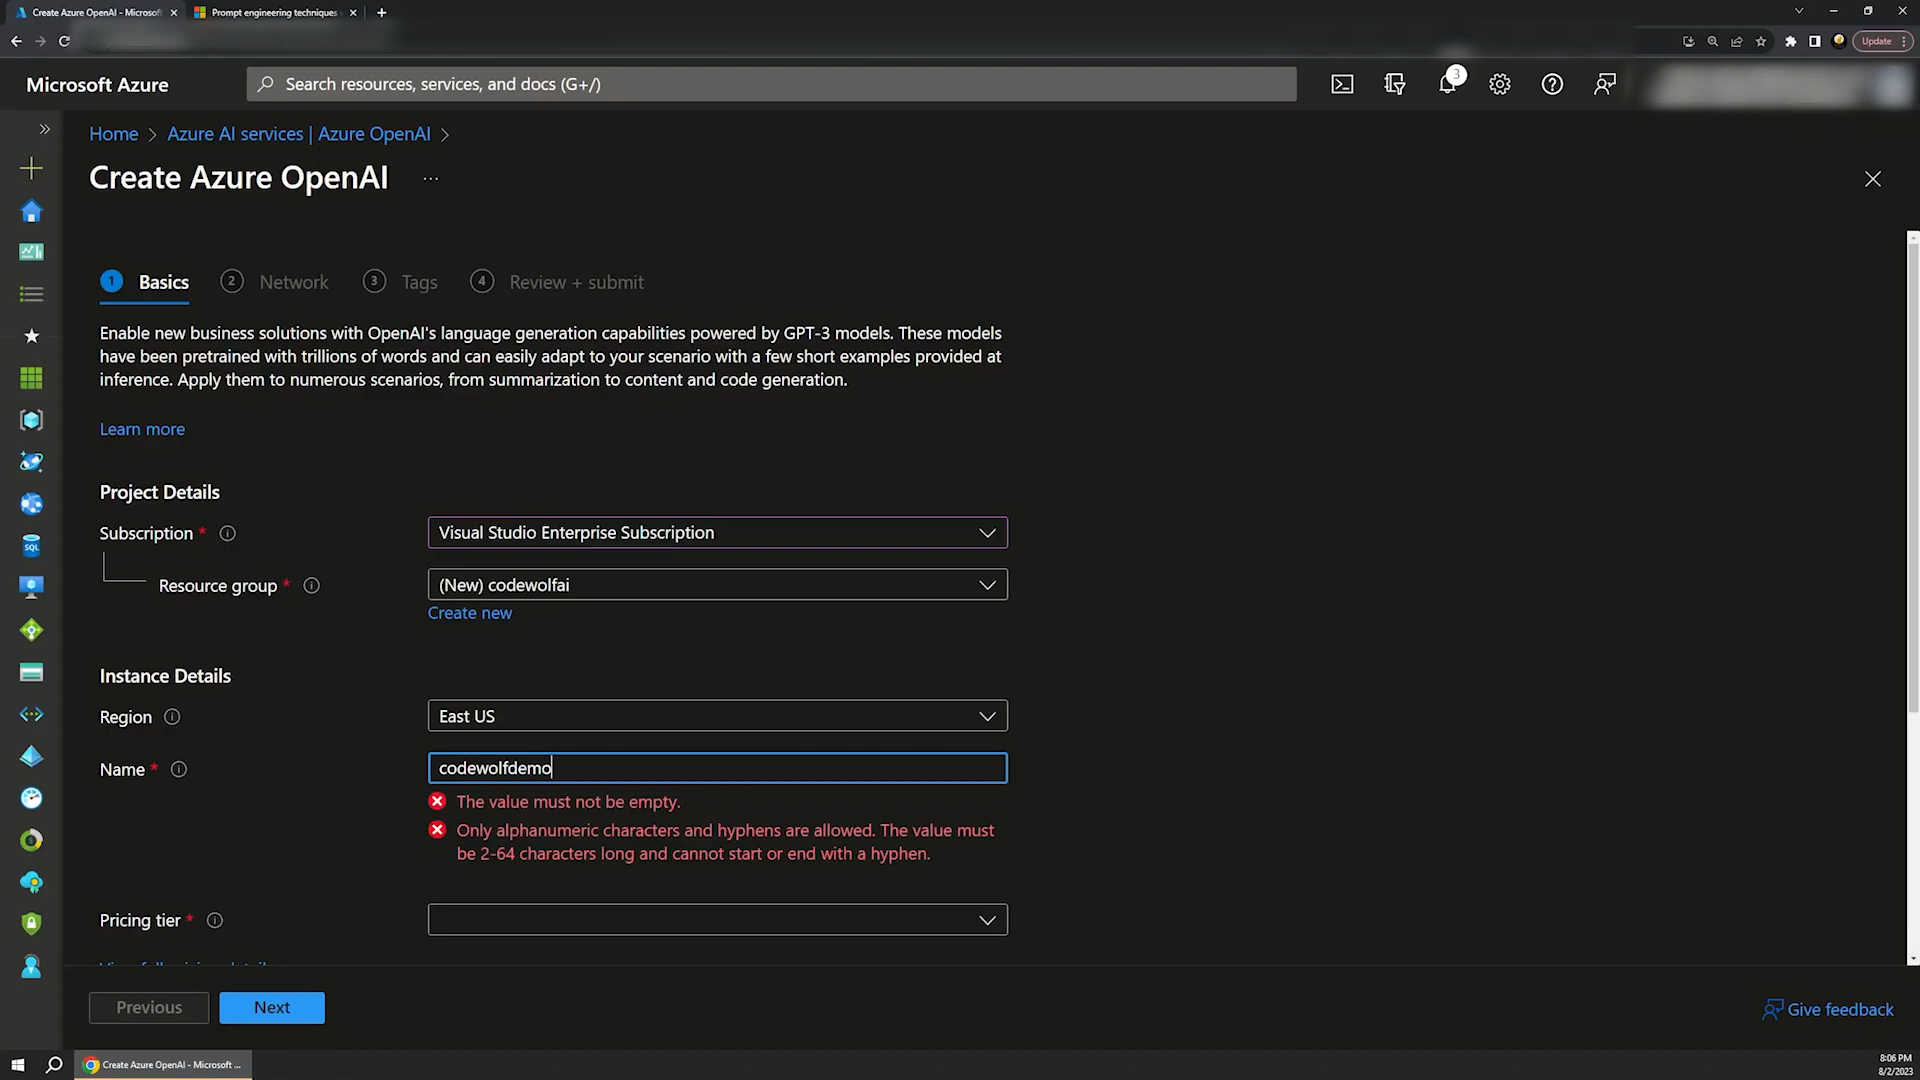 Create Azure OpenAI - Microsoft
Prompt engineering techniques
Update
Microsoft Azure
Search resources, services, and docs (G+/)
3
Home > Azure AI services | Azure OpenAI >
Create Azure OpenAI
...
1 Basics
2 Network
3 Tags
4 Review + submit
Enable new business solutions with OpenAI's language generation capabilities powered by GPT-3 models. These models
have been pretrained with trillions of words and can easily adapt to your scenario with a few short examples provided at
inference. Apply them to numerous scenarios, from summarization to content and code generation.
Learn more
Project Details
Subscription *
Visual Studio Enterprise Subscription
Resource group *
(New) codewolfai
Create new
Instance Details
Region
East US
Name *
codewolfdemo
The value must not be empty.
Only alphanumeric characters and hyphens are allowed. The value must
be 2-64 characters long and cannot start or end with a hyphen.
Pricing tier *
Previous
Next
Give feedback
Create Azure OpenAI - Microsoft ...
8:06 PM
8/2/2023
SQL